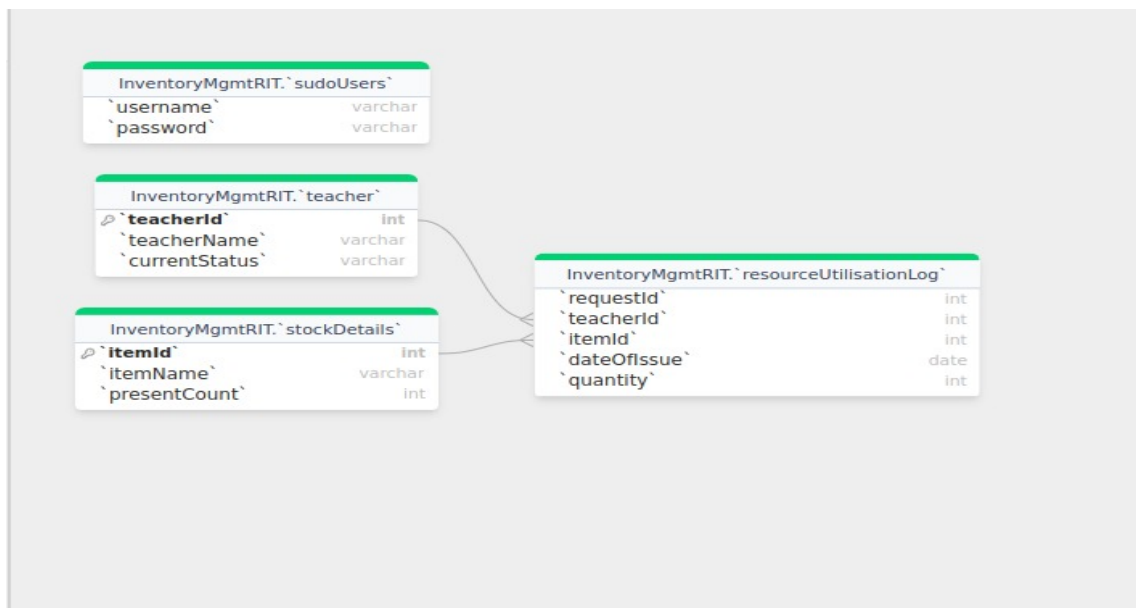 InventoryMgmtRIT.`sudoUsers`
`username` varchar
`password` varchar
InventoryMgmtRIT.`teacher`
`teacherId` int
`teacherName` varchar
`currentStatus` varchar
InventoryMgmtRIT.`stockDetails`
`itemId` int
`itemName` varchar
`presentCount` int
InventoryMgmtRIT.`resourceUtilisationLog`
`requestId` int
`teacherId` int
`itemId` int
`dateOfIssue` date
`quantity` int